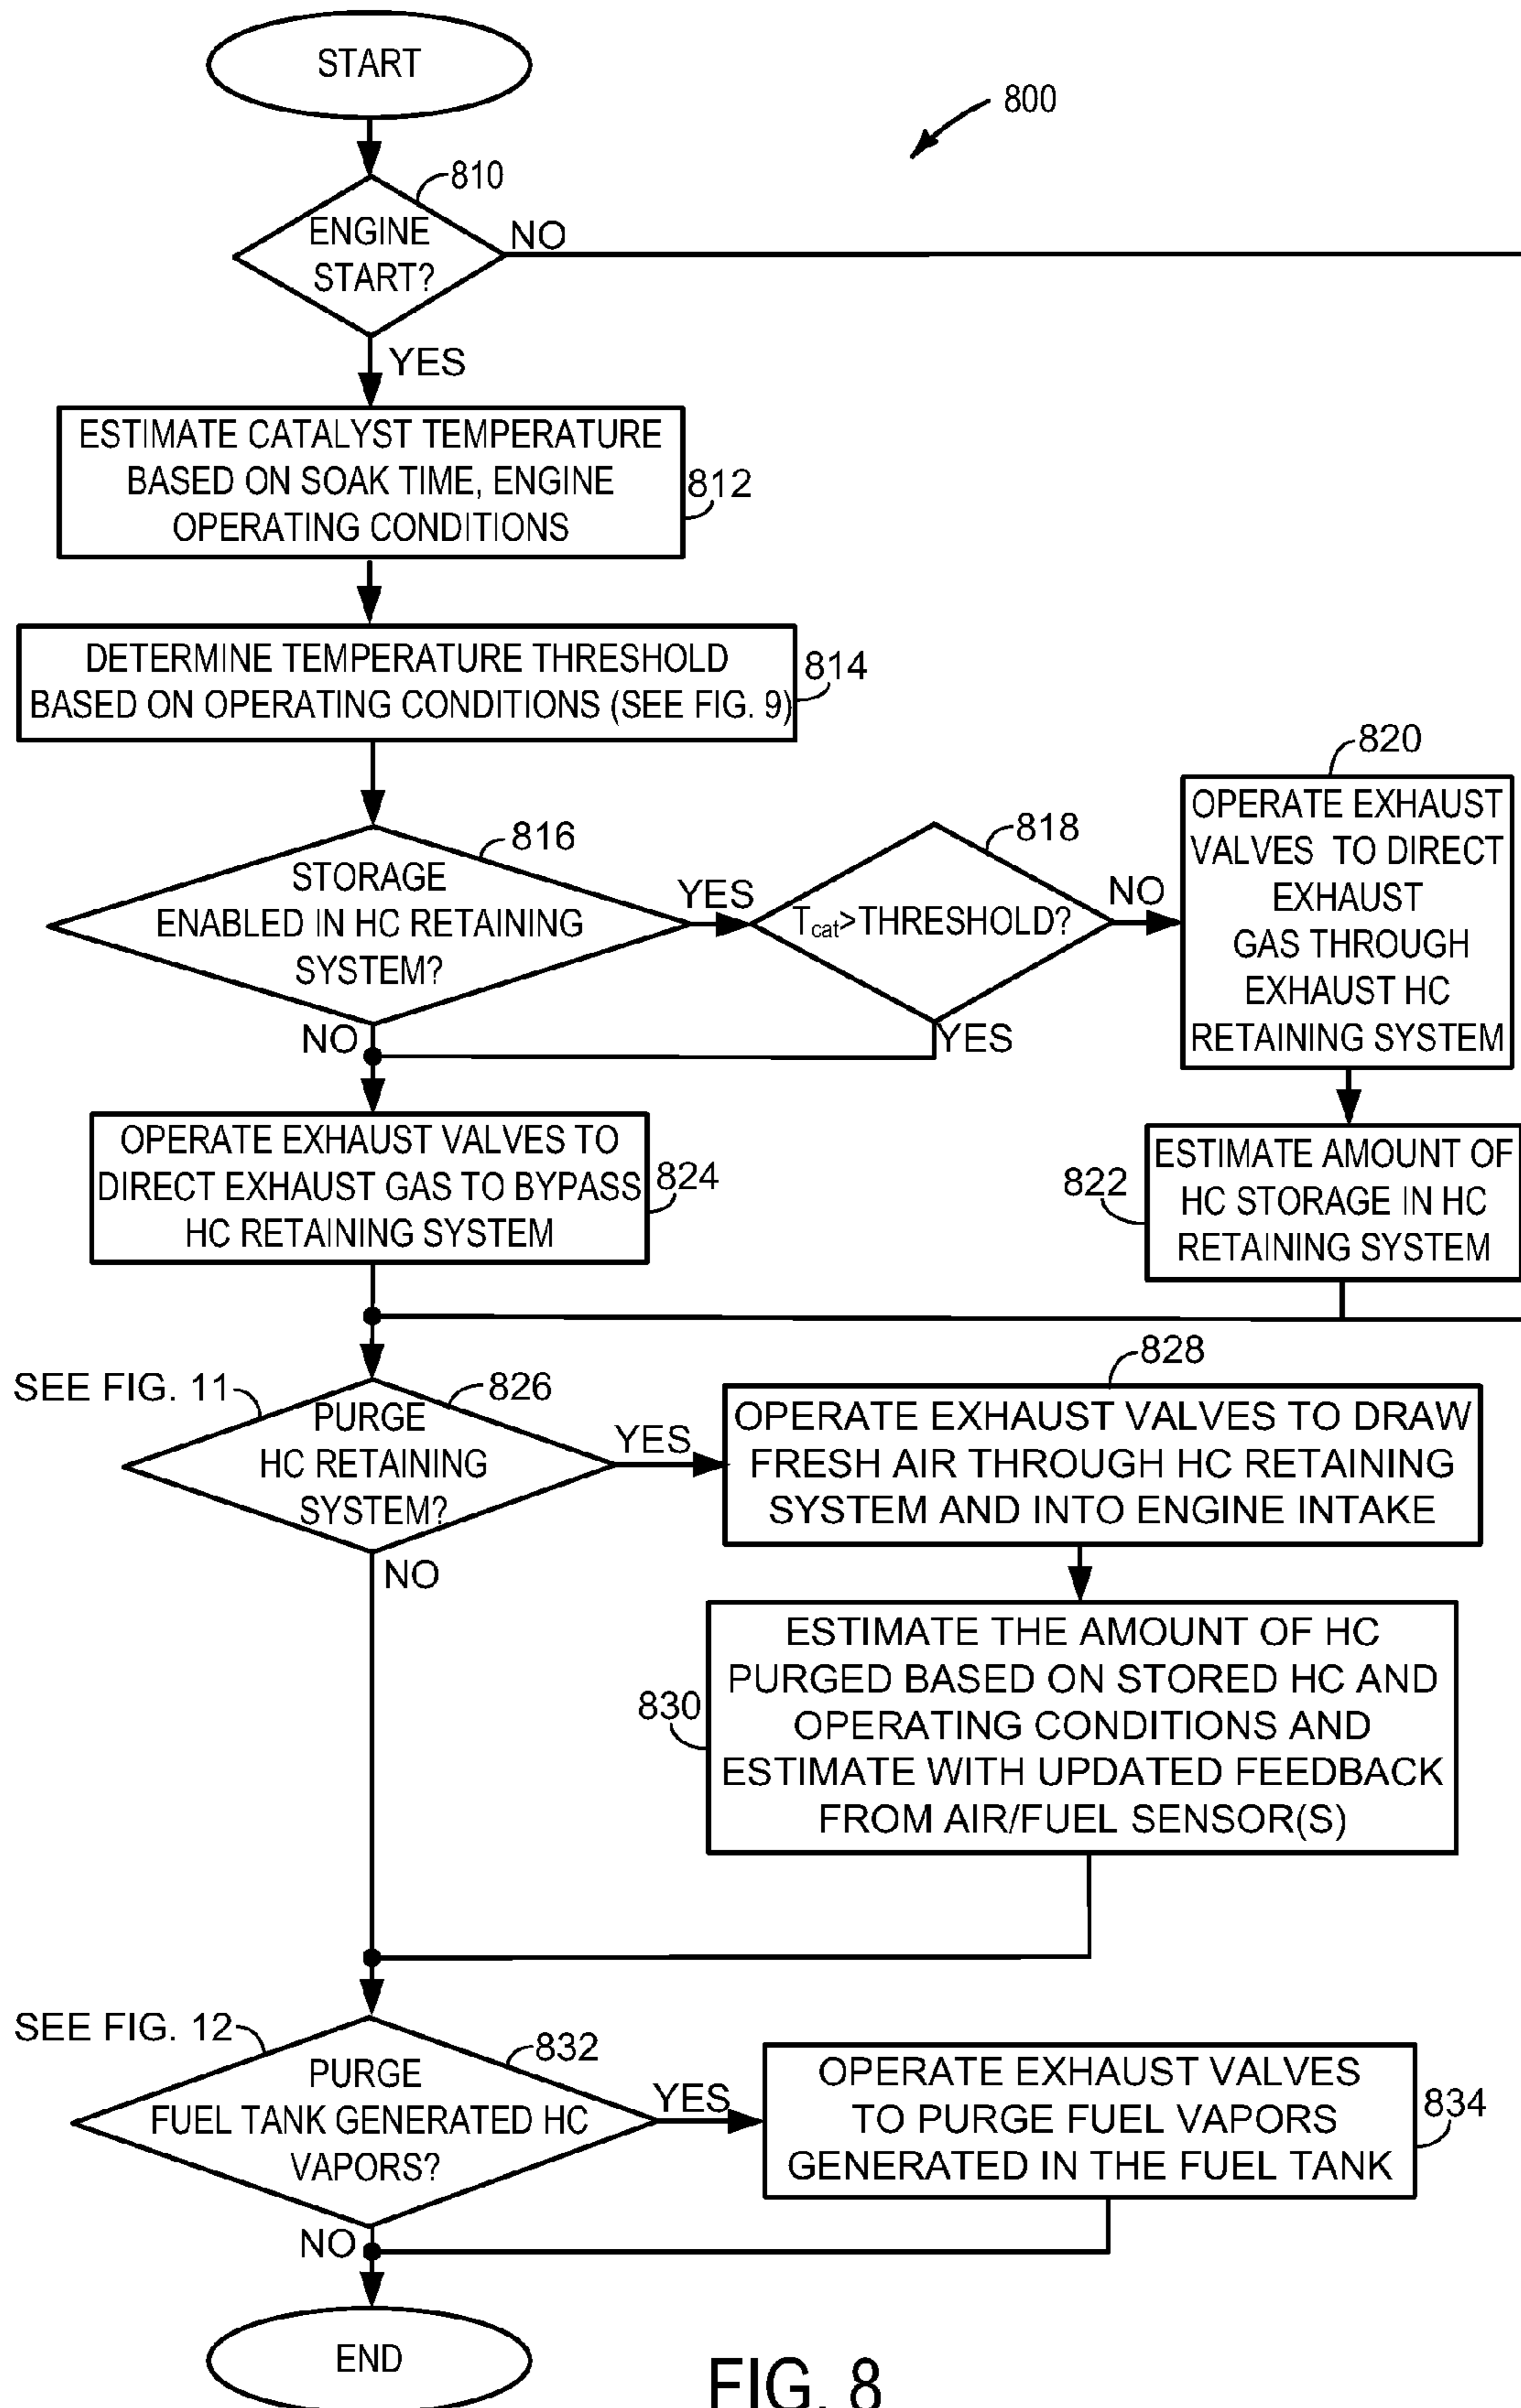 START
800
810
ENGINE
START?
NO
YES
ESTIMATE CATALYST TEMPERATURE
BASED ON SOAK TIME, ENGINE
OPERATING CONDITIONS
812
DETERMINE TEMPERATURE THRESHOLD
BASED ON OPERATING CONDITIONS (SEE FIG. 9)
814
816
STORAGE
ENABLED IN HC RETAINING
SYSTEM?
YES
NO
818
Tcat>THRESHOLD?
NO
YES
820
OPERATE EXHAUST
VALVES TO DIRECT
EXHAUST
GAS THROUGH
EXHAUST HC
RETAINING SYSTEM
822
ESTIMATE AMOUNT OF
HC STORAGE IN HC
RETAINING SYSTEM
OPERATE EXHAUST VALVES TO
DIRECT EXHAUST GAS TO BYPASS
HC RETAINING SYSTEM
824
SEE FIG. 11
826
PURGE
HC RETAINING
SYSTEM?
YES
NO
828
OPERATE EXHAUST VALVES TO DRAW
FRESH AIR THROUGH HC RETAINING
SYSTEM AND INTO ENGINE INTAKE
830
ESTIMATE THE AMOUNT OF HC
PURGED BASED ON STORED HC AND
OPERATING CONDITIONS AND
ESTIMATE WITH UPDATED FEEDBACK
FROM AIR/FUEL SENSOR(S)
SEE FIG. 12
832
PURGE
FUEL TANK GENERATED HC
VAPORS?
YES
NO
OPERATE EXHAUST VALVES
TO PURGE FUEL VAPORS
GENERATED IN THE FUEL TANK
834
END
FIG. 8